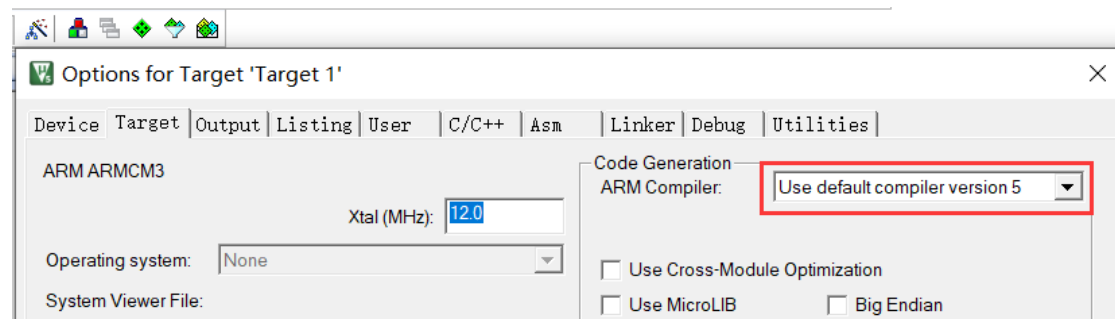 Options for Target 'Target 1'
Device Target Output Listing User C/C++ Asm Linker Debug Utilities
ARM ARMCM3
Xtal (MHz): 12.0
Operating system: None
System Viewer File:
Code Generation
ARM Compiler: Use default compiler version 5
Use Cross-Module Optimization
Use MicroLIB Big Endian